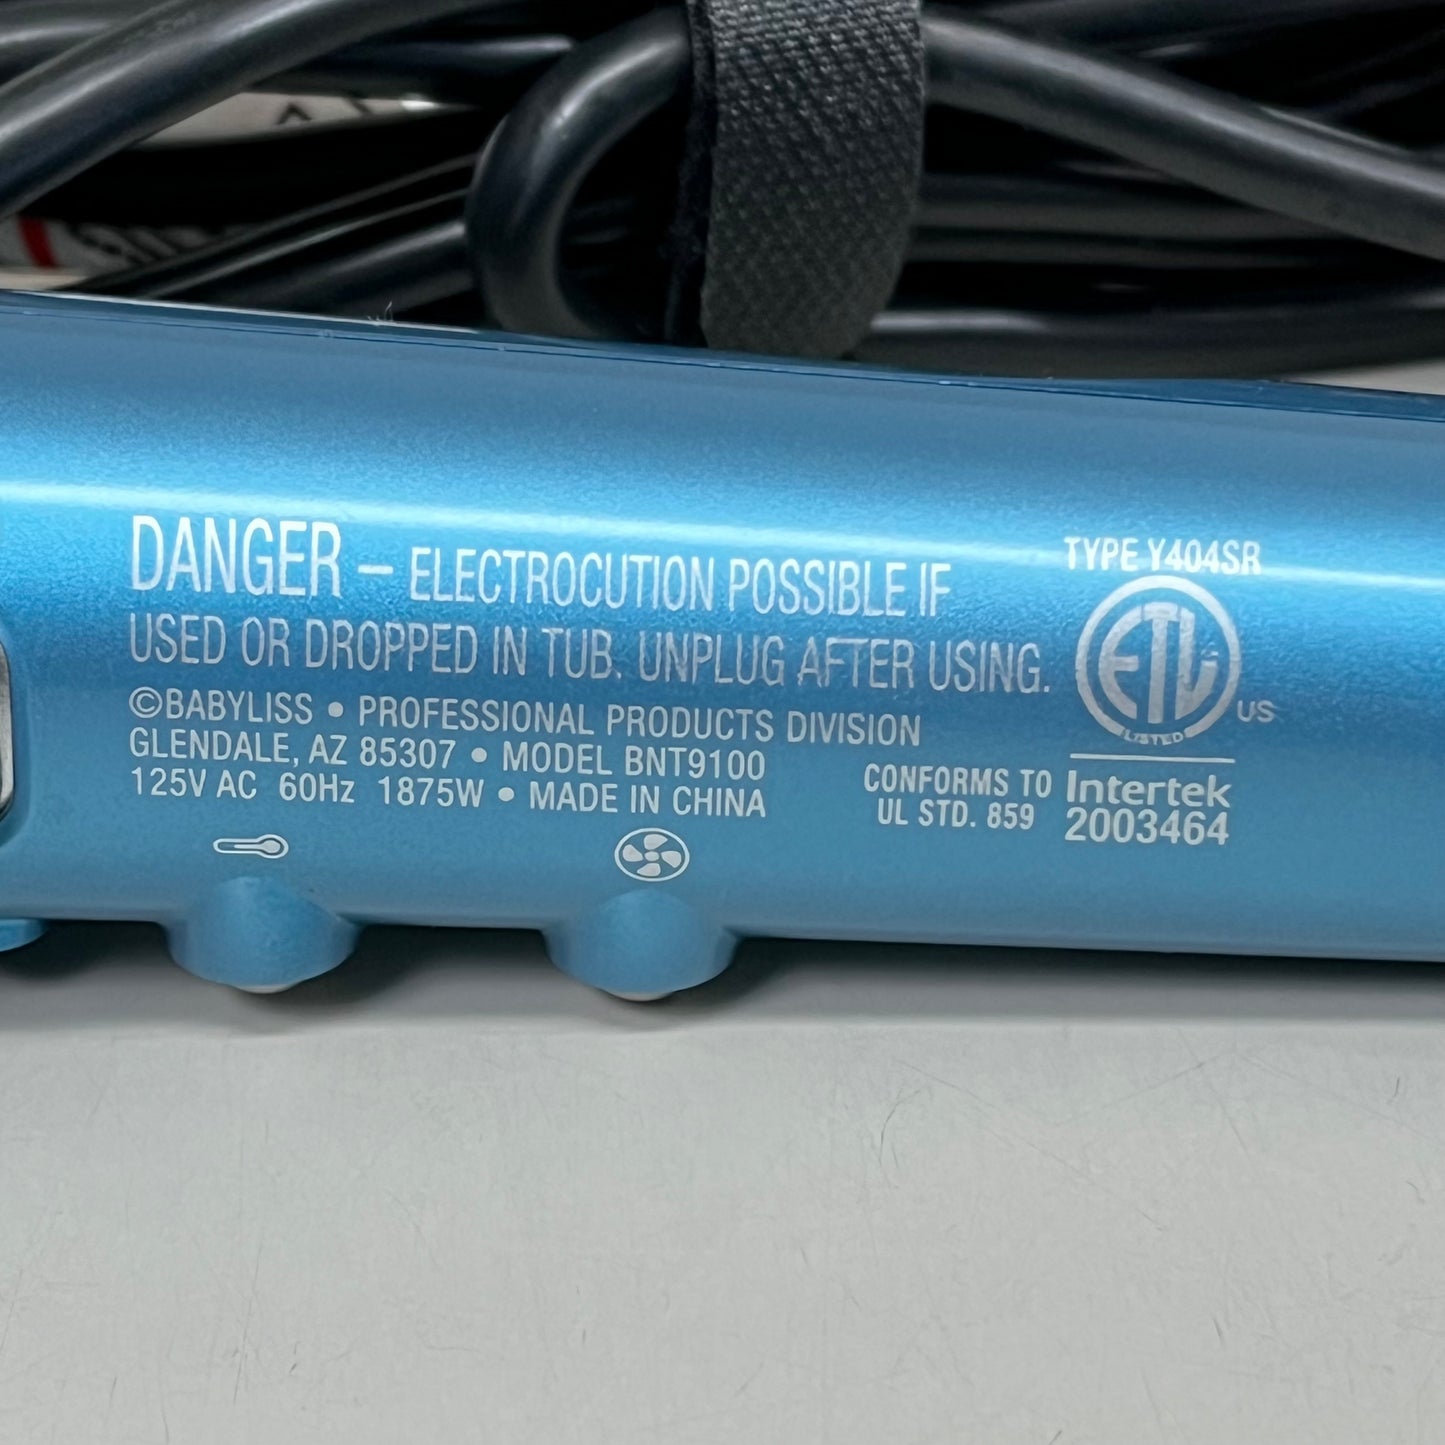 DANGER – ELECTROCUTION POSSIBLE IF
USED OR DROPPED IN TUB. UNPLUG AFTER USING.
©BABYLISS • PROFESSIONAL PRODUCTS DIVISION
GLENDALE, AZ 85307 • MODEL BNT9100
125V AC 60Hz 1875W • MADE IN CHINA
CONFORMS TO
UL STD. 859
TYPE Y404SR
ETL
LISTED
US
Intertek
2003464